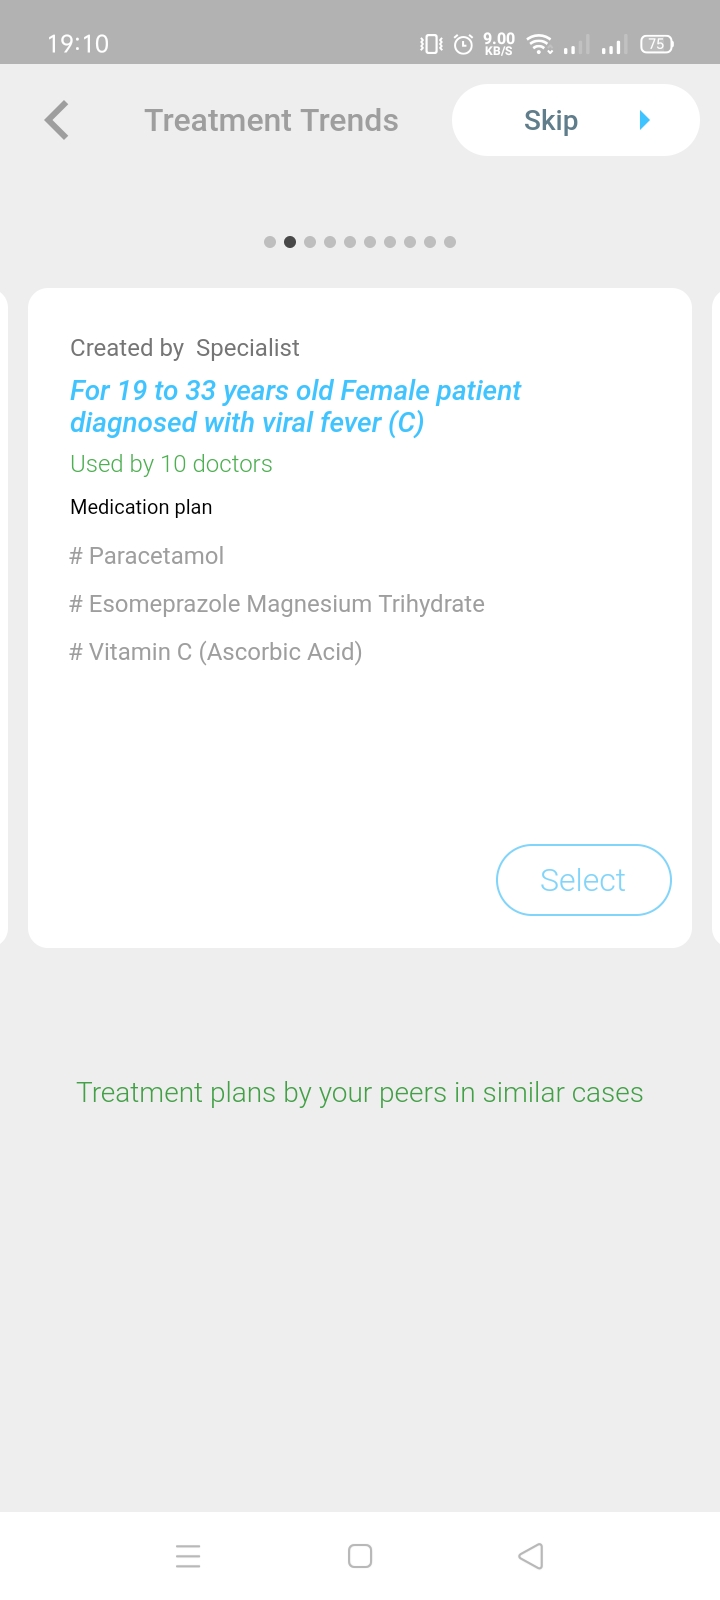 19:10
9.00
KB/S
75
Treatment Trends
Skip
Created by  Specialist
For 19 to 33 years old Female patient
diagnosed with viral fever (C)
Used by 10 doctors
Medication plan
# Paracetamol
# Esomeprazole Magnesium Trihydrate
# Vitamin C (Ascorbic Acid)
Select
Treatment plans by your peers in similar cases